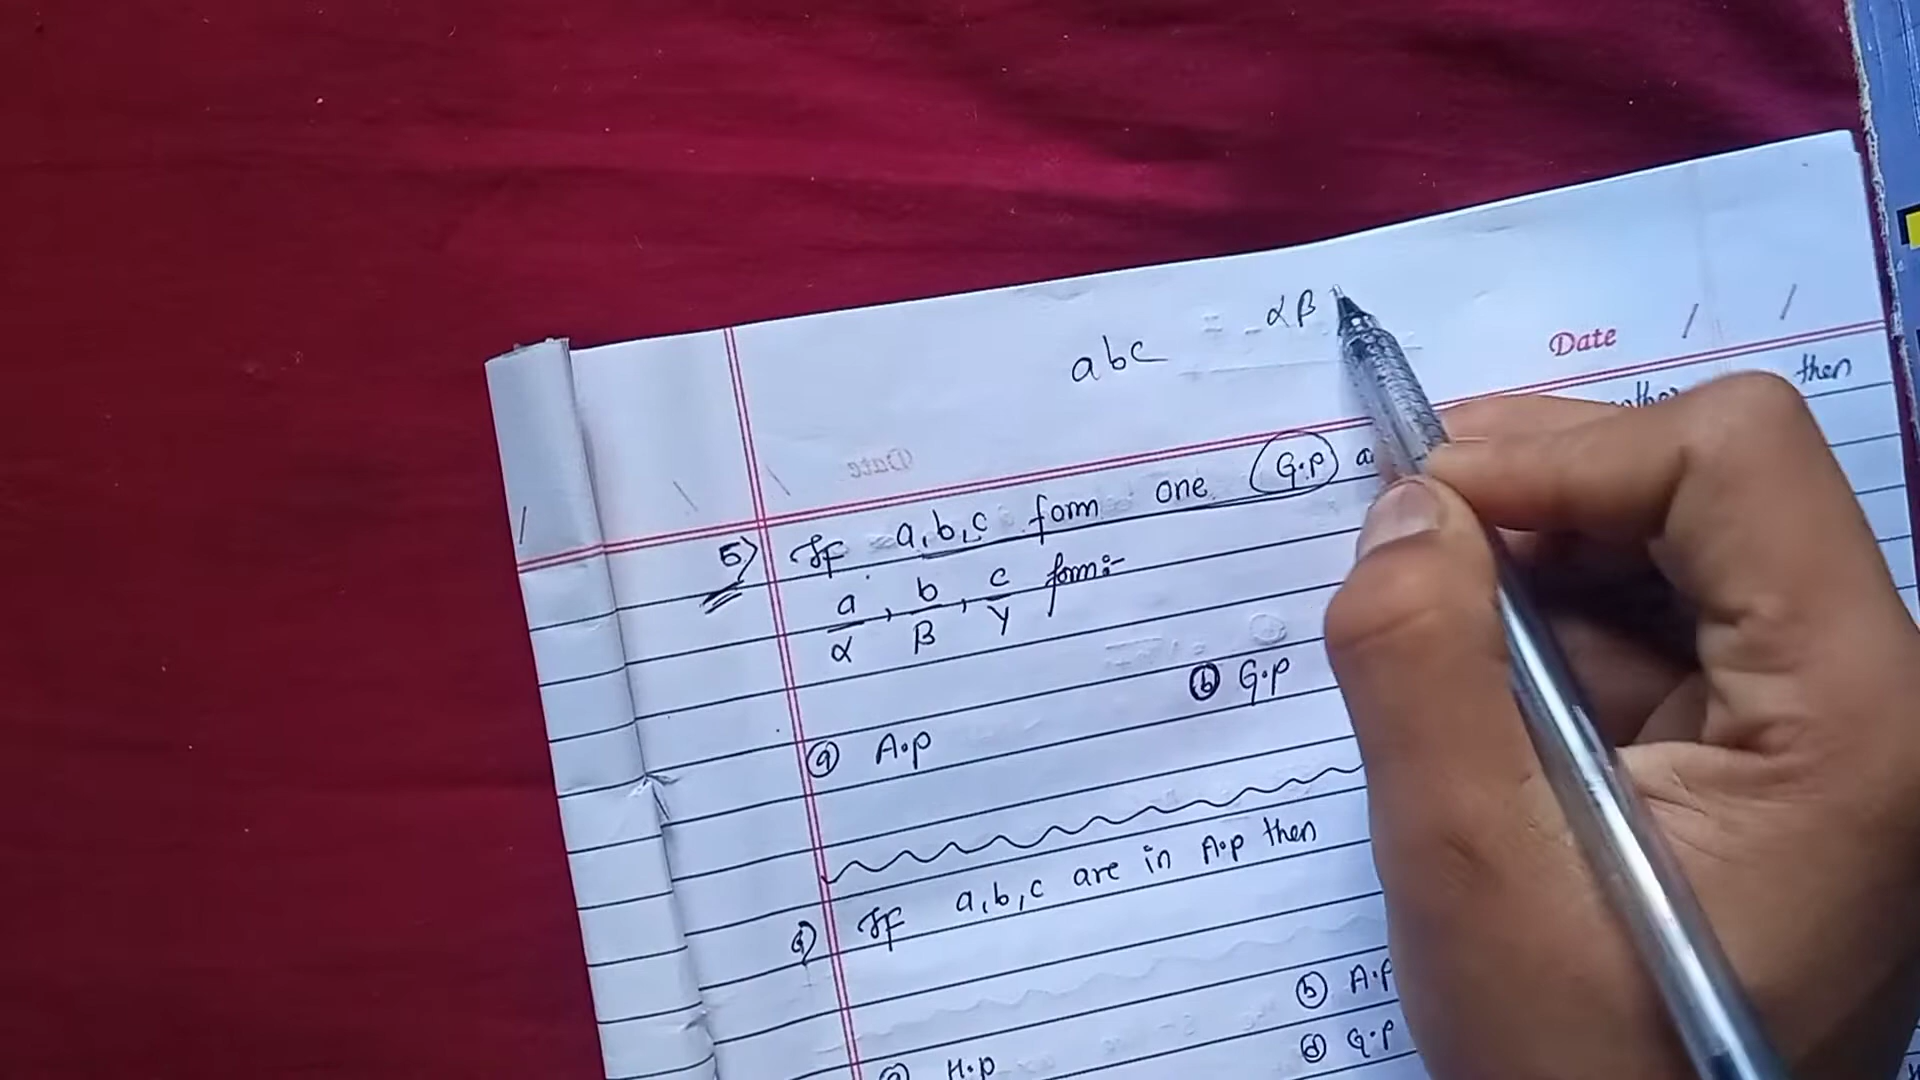 αβ
abc
Date / /
then
5) If a,b,c form one G.P
a/α , b/β , c/γ form:-
ⓑ G.P
ⓐ A.P
6) If a,b,c are in A.P then
ⓑ A.P
H.P
ⓓ G.P